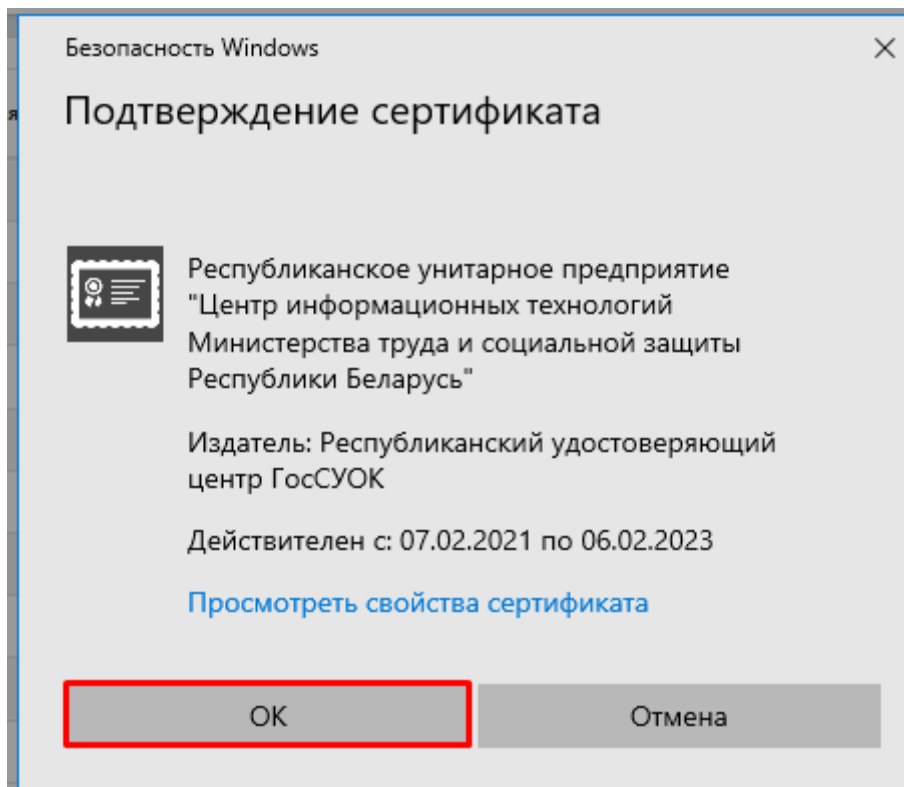 Безопасность Windows
Подтверждение сертификата
я
Республиканское унитарное предприятие
"Центр информационных технологий
Министерства труда и социальной защиты
Республики Беларусь"
Издатель: Республиканский удостоверяющий
центр ГосСУОК
Действителен с: 07.02.2021 по 06.02.2023
Просмотреть свойства сертификата
ОК
Отмена